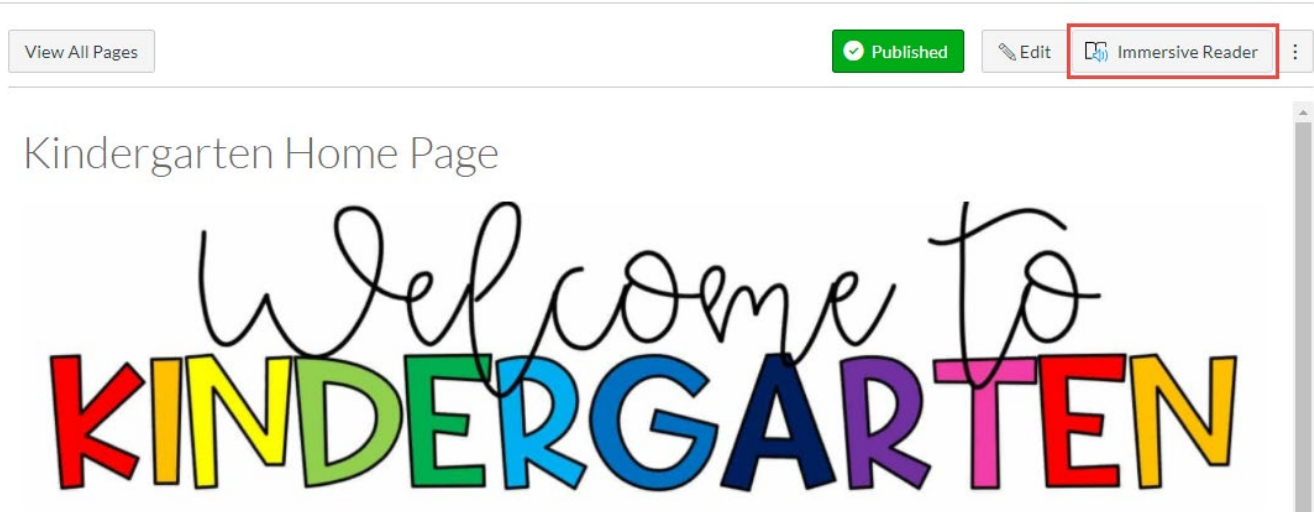 View All Pages Published Edit Immersive Reader
Kindergarten Home Page
Welcome to
KINDERGARTEN